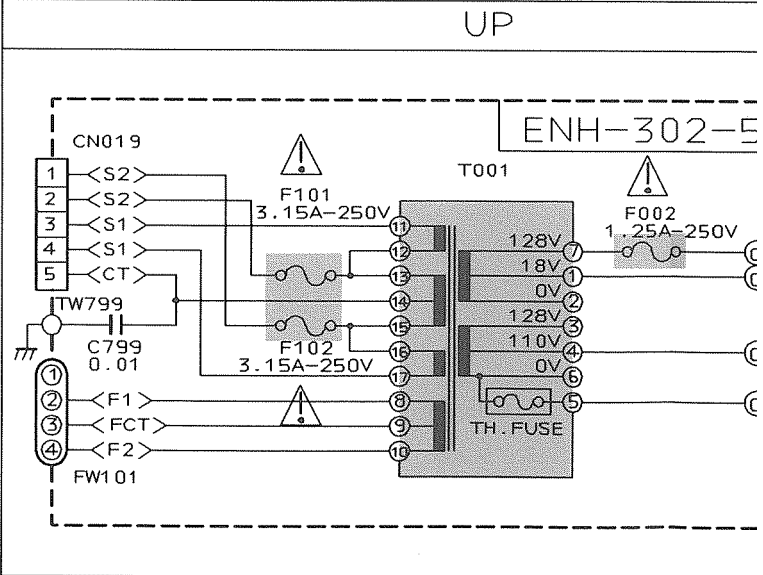 UP
ENH-302-5
CN019
T001
1 <S2>
2 <S2>
3 <S1>
4 <S1>
5 <CT>
F101
3.15A-250V
F002
1.25A-250V
11
12
13
14
15
16
17
8
9
10
128V 7
18V 1
0V 2
128V 3
110V 4
0V 6
5
TH.FUSE
TW799
C799
0.01
F102
3.15A-250V
1
2 <F1>
3 <FCT>
4 <F2>
FW101